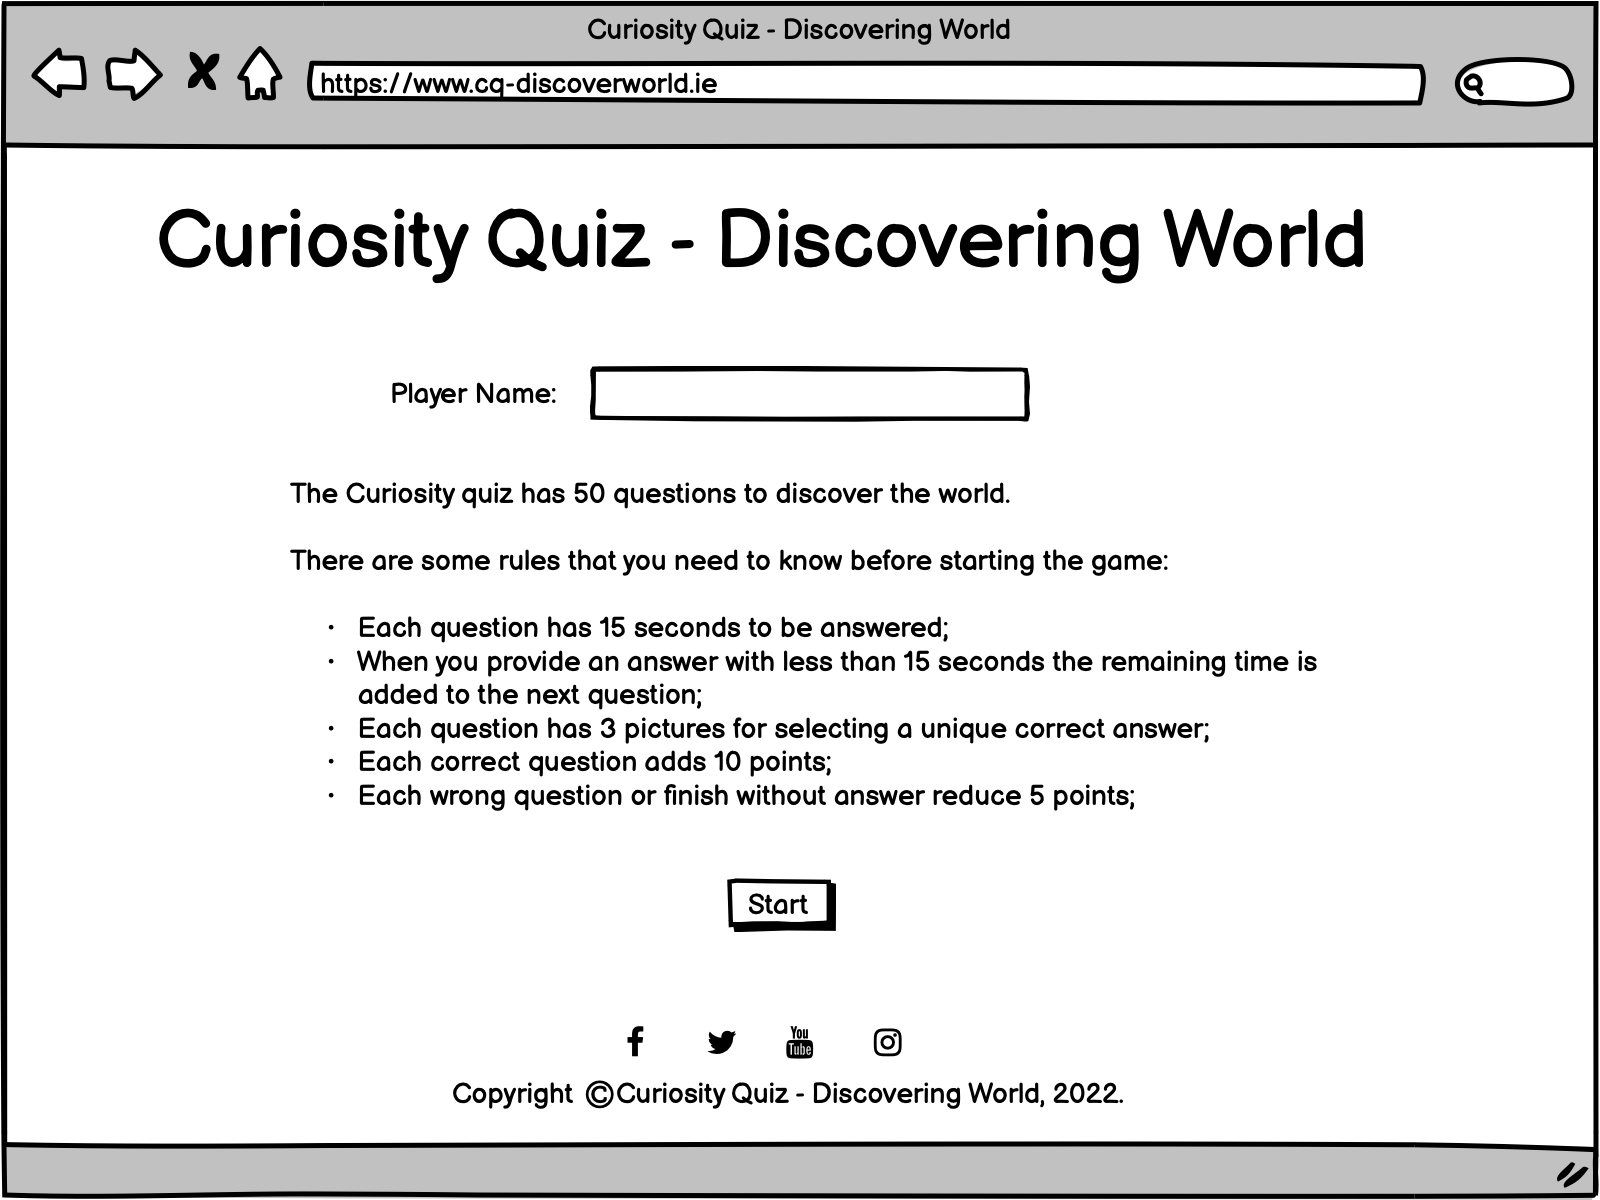 Curiosity Quiz - Discovering World
https://www.cq-discoverworld.ie
Curiosity Quiz - Discovering World
Player Name:
The Curiosity quiz has 50 questions to discover the world.
There are some rules that you need to know before starting the game:
· Each question has 15 seconds to be answered;
· When you provide an answer with less than 15 seconds the remaining time is
added to the next question;
· Each question has 3 pictures for selecting a unique correct answer;
· Each correct question adds 10 points;
· Each wrong question or finish without answer reduce 5 points;
Start
You
Tube
Copyright ©Curiosity Quiz - Discovering World, 2022.